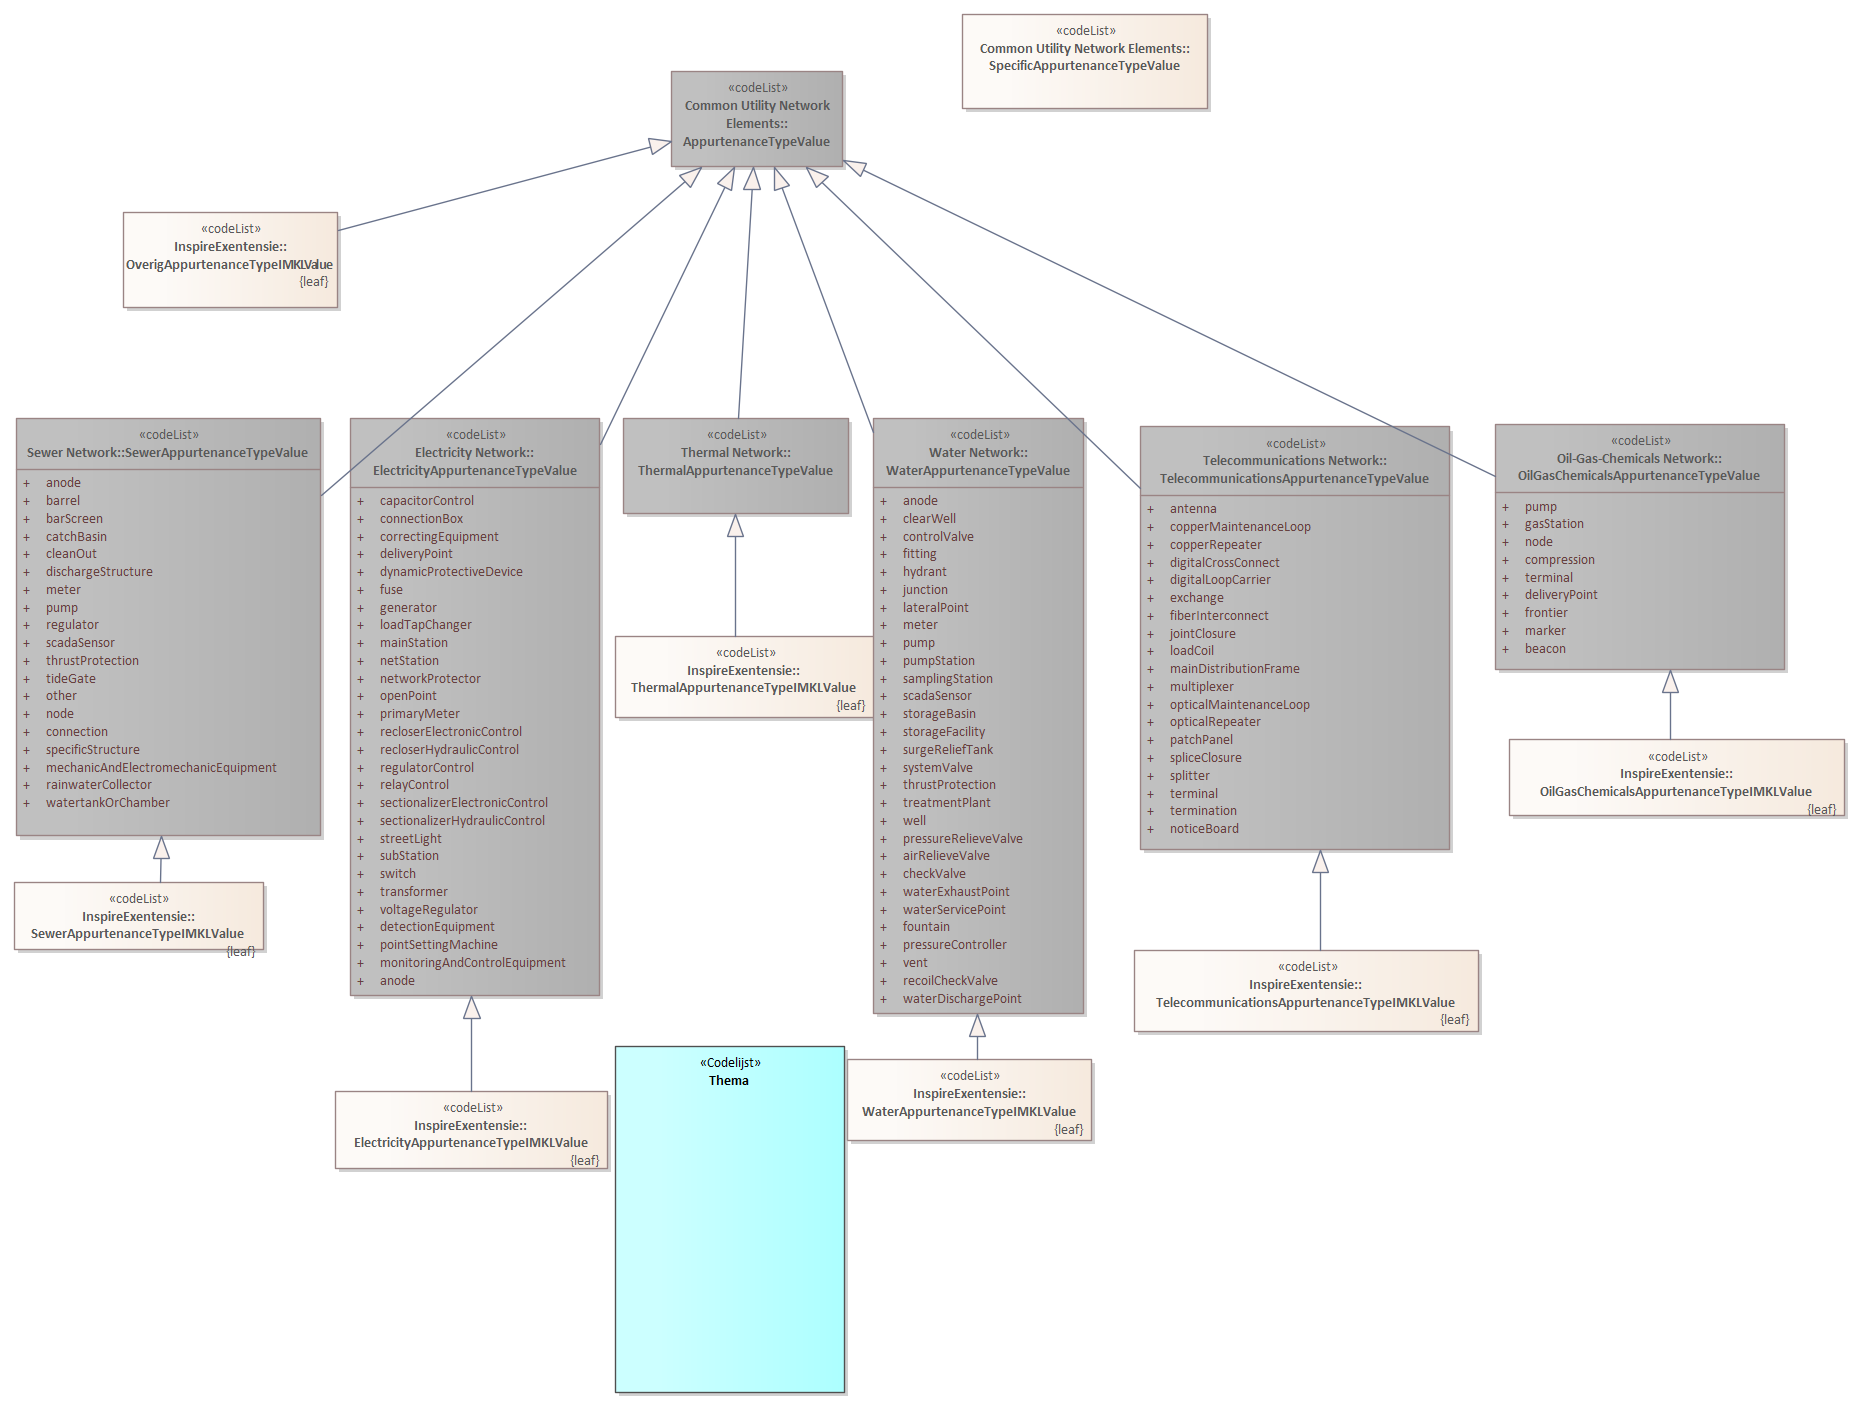 «codeList»
Common Utility Network Elements::
SpecificAppurtenanceTypeValue
«codeList»
Common Utility Network
Elements::
AppurtenanceTypeValue
«codeList»
InspireExentensie::
OverigAppurtenanceTypeIMKLValue
{leaf}
«codeList»
Sewer Network::SewerAppurtenanceTypeValue
+ anode
+ barrel
+ barScreen
+ catchBasin
+ cleanOut
+ dischargeStructure
+ meter
+ pump
+ regulator
+ scadaSensor
+ thrustProtection
+ tideGate
+ other
+ node
+ connection
+ specificStructure
+ mechanicAndElectromechanicEquipment
+ rainwaterCollector
+ watertankOrChamber
«codeList»
Electricity Network::
ElectricityAppurtenanceTypeValue
+ capacitorControl
+ connectionBox
+ correctingEquipment
+ deliveryPoint
+ dynamicProtectiveDevice
+ fuse
+ generator
+ loadTapChanger
+ mainStation
+ netStation
+ networkProtector
+ openPoint
+ primaryMeter
+ recloserElectronicControl
+ recloserHydraulicControl
+ regulatorControl
+ relayControl
+ sectionalizerElectronicControl
+ sectionalizerHydraulicControl
+ streetLight
+ subStation
+ switch
+ transformer
+ voltageRegulator
+ detectionEquipment
+ pointSettingMachine
+ monitoringAndControlEquipment
+ anode
«codeList»
Thermal Network::
ThermalAppurtenanceTypeValue
«codeList»
Water Network::
WaterAppurtenanceTypeValue
+ anode
+ clearWell
+ controlValve
+ fitting
+ hydrant
+ junction
+ lateralPoint
+ meter
+ pump
+ pumpStation
+ samplingStation
+ scadaSensor
+ storageBasin
+ storageFacility
+ surgeReliefTank
+ systemValve
+ thrustProtection
+ treatmentPlant
+ well
+ pressureRelieveValve
+ airRelieveValve
+ checkValve
+ waterExhaustPoint
+ waterServicePoint
+ fountain
+ pressureController
+ vent
+ recoilCheckValve
+ waterDischargePoint
«codeList»
Telecommunications Network::
TelecommunicationsAppurtenanceTypeValue
+ antenna
+ copperMaintenanceLoop
+ copperRepeater
+ digitalCrossConnect
+ digitalLoopCarrier
+ exchange
+ fiberInterconnect
+ jointClosure
+ loadCoil
+ mainDistributionFrame
+ multiplexer
+ opticalMaintenanceLoop
+ opticalRepeater
+ patchPanel
+ spliceClosure
+ splitter
+ terminal
+ termination
+ noticeBoard
«codeList»
Oil-Gas-Chemicals Network::
OilGasChemicalsAppurtenanceTypeValue
+ pump
+ gasStation
+ node
+ compression
+ terminal
+ deliveryPoint
+ frontier
+ marker
+ beacon
«codeList»
InspireExentensie::
ThermalAppurtenanceTypeIMKLValue
{leaf}
«codeList»
InspireExentensie::
OilGasChemicalsAppurtenanceTypeIMKLValue
{leaf}
«codeList»
InspireExentensie::
SewerAppurtenanceTypeIMKLValue
{leaf}
«codeList»
InspireExentensie::
TelecommunicationsAppurtenanceTypeIMKLValue
{leaf}
«codeList»
InspireExentensie::
ElectricityAppurtenanceTypeIMKLValue
{leaf}
«Codelijst»
Thema
«codeList»
InspireExentensie::
WaterAppurtenanceTypeIMKLValue
{leaf}